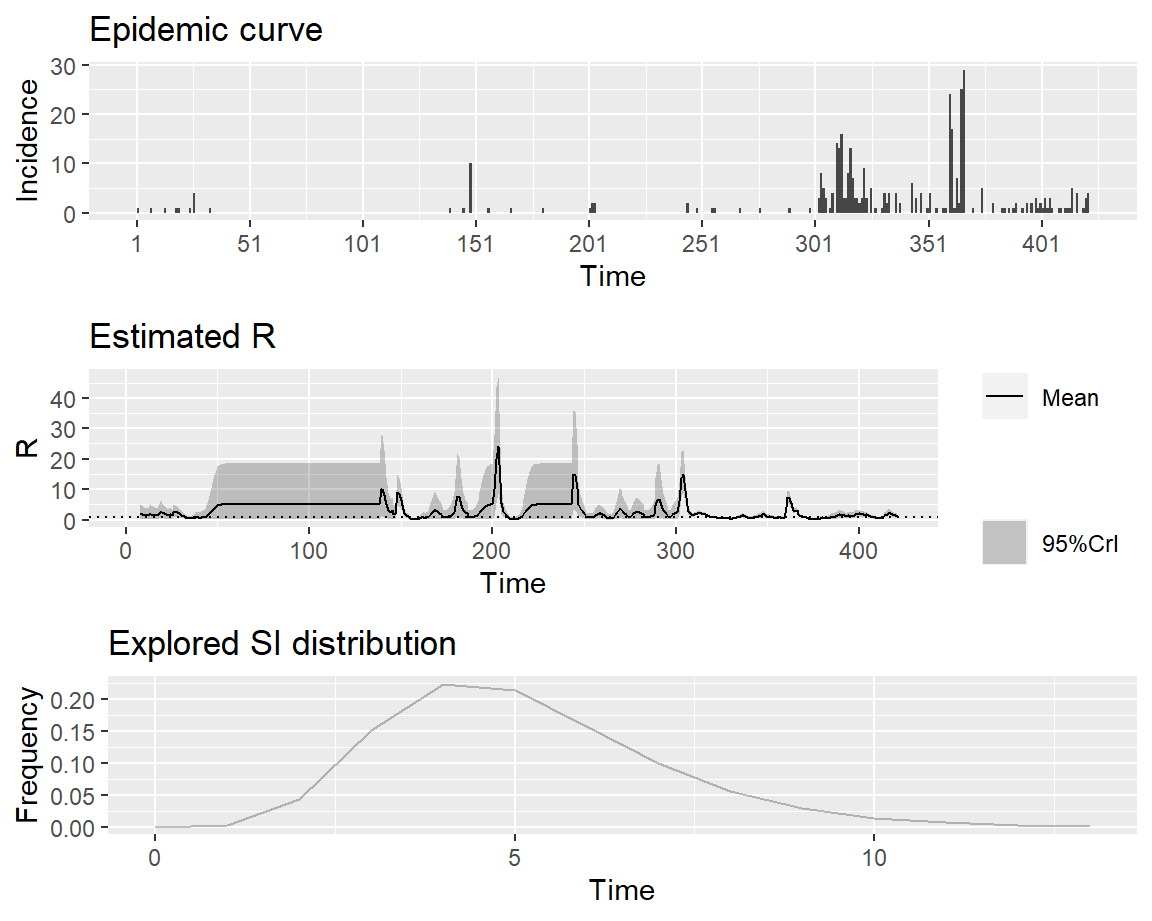 Epidemic curve
30
20
10
0
Incidence
1 51 101 151 201 251 301 351 401
Time
Estimated R
40
30
20
10
0
R
0 100 200 300 400
Time
Mean
95%CrI
Explored SI distribution
0.20
0.15
0.10
0.05
0.00
Frequency
0 5 10
Time